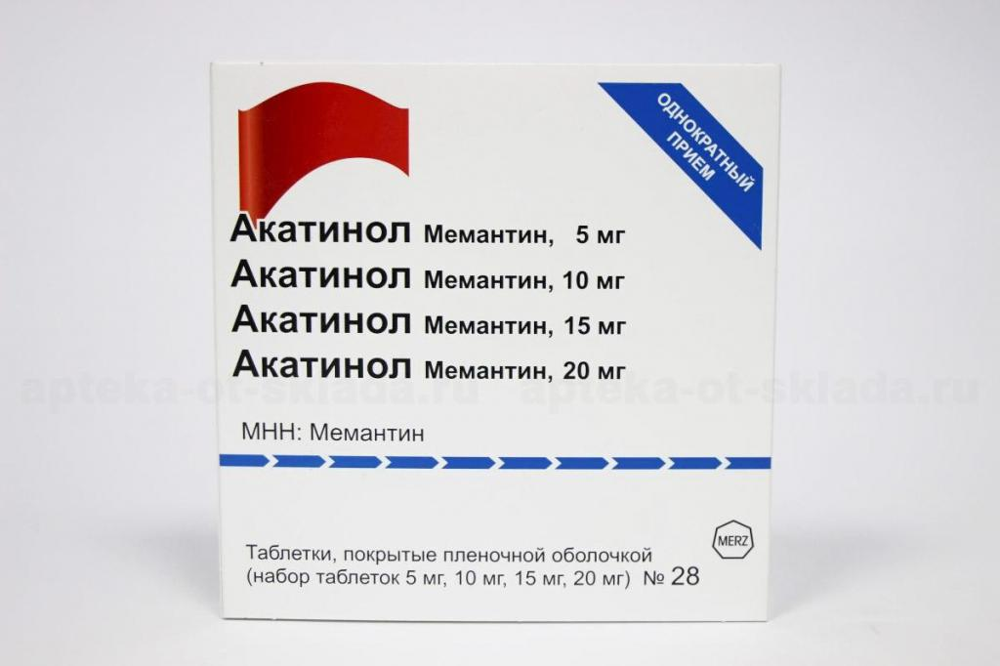 ОДНОКРАТНЫЙ
ПРИЕМ
Акатинол Мемантин, 5 мг
Акатинол Мемантин, 10 мг
Акатинол Мемантин, 15 мг
Акатинол Мемантин, 20 мг
apteka-ot-sklada.ru apteka-ot-sklada.ru
МНН: Мемантин
MERZ
Таблетки, покрытые пленочной оболочкой
(набор таблеток 5 мг, 10 мг, 15 мг, 20 мг) № 28